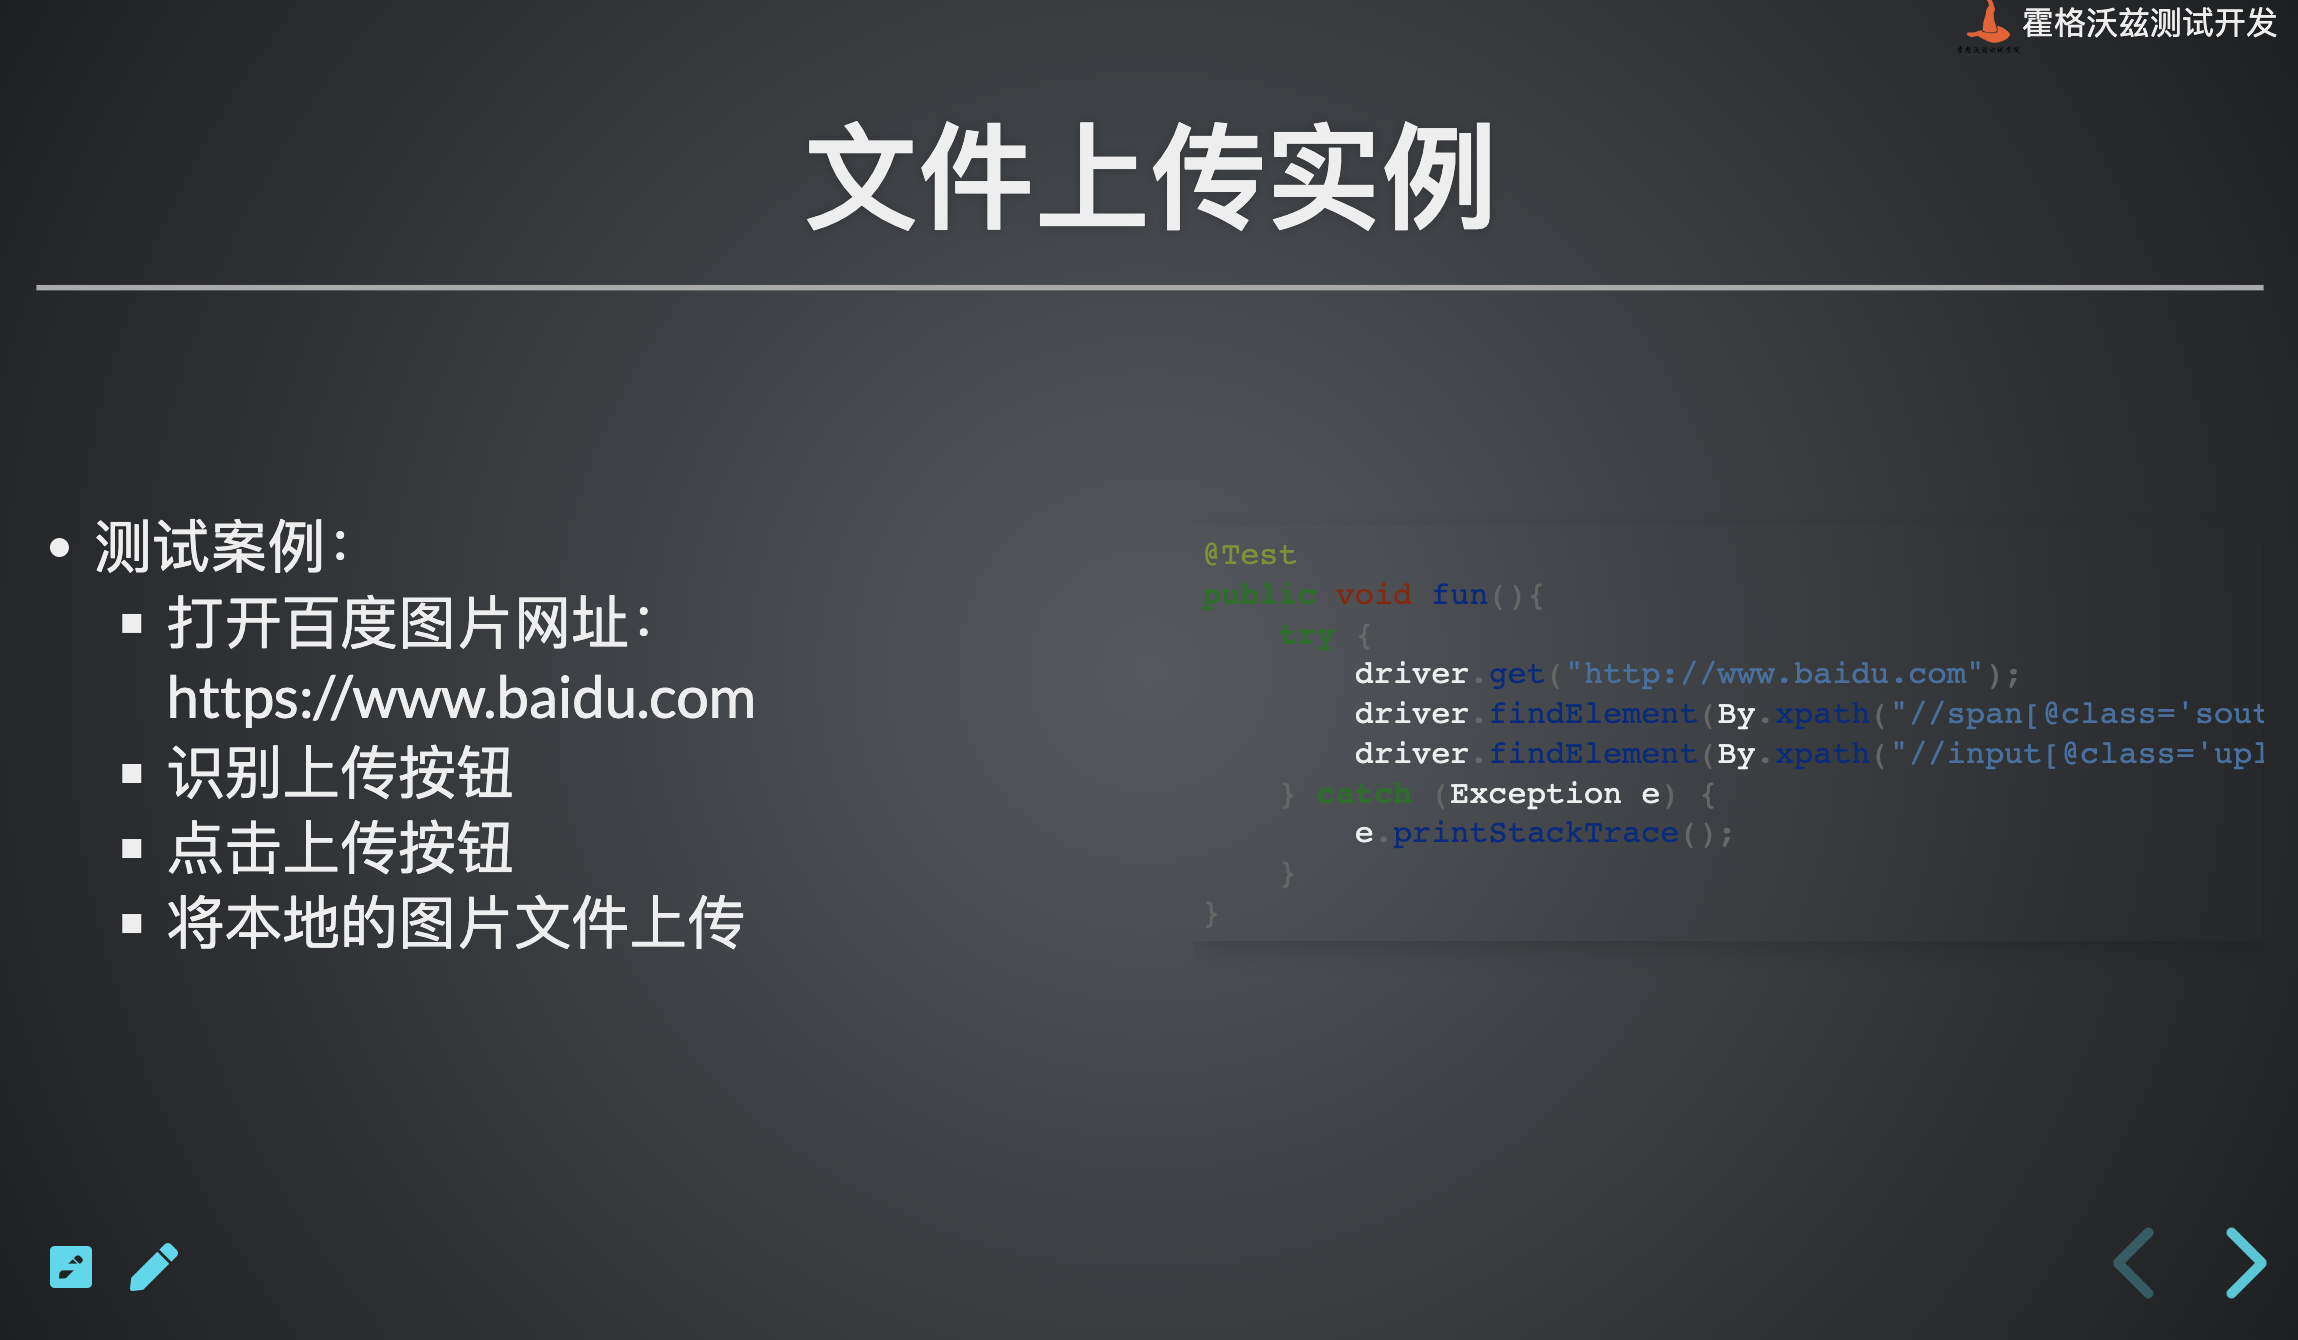 霍格沃兹测试开发
文件上传实例
测试案例：
打开百度图片网址：
https://www.baidu.com
识别上传按钮
点击上传按钮
将本地的图片文件上传
@Test
public void fun(){
    try {
        driver.get("http://www.baidu.com");
        driver.findElement(By.xpath("//span[@class='sout
        driver.findElement(By.xpath("//input[@class='upl
    } catch (Exception e) {
        e.printStackTrace();
    }
}